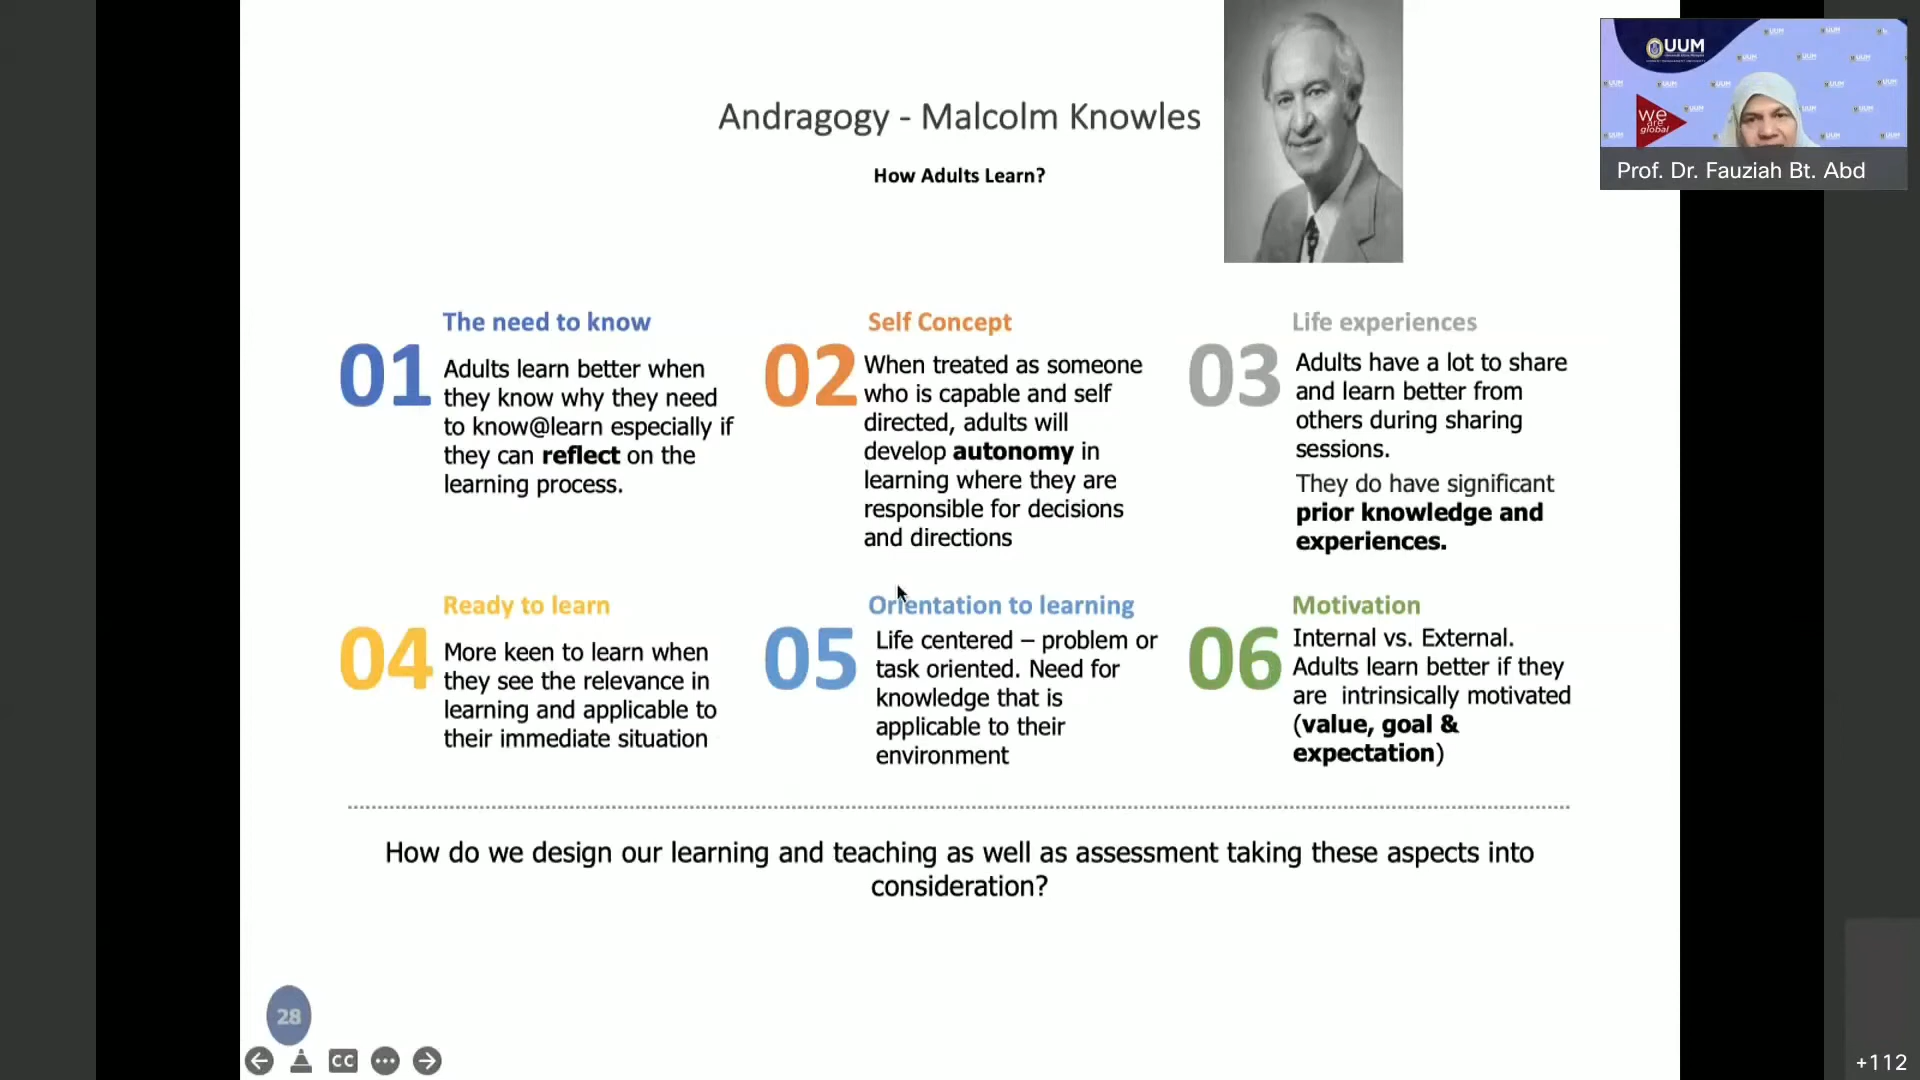 Andragogy - Malcolm Knowles
How Adults Learn?
UUM
we
are
global
Prof. Dr. Fauziah Bt. Abd
01
The need to know
Adults learn better when
they know why they need
to know@learn especially if
they can reflect on the
learning process.
02
Self Concept
When treated as someone
who is capable and self
directed, adults will
develop autonomy in
learning where they are
responsible for decisions
and directions
03
Life experiences
Adults have a lot to share
and learn better from
others during sharing
sessions.
They do have significant
prior knowledge and
experiences.
04
Ready to learn
More keen to learn when
they see the relevance in
learning and applicable to
their immediate situation
05
Orientation to learning
Life centered – problem or
task oriented. Need for
knowledge that is
applicable to their
environment
06
Motivation
Internal vs. External.
Adults learn better if they
are intrinsically motivated
(value, goal &
expectation)
How do we design our learning and teaching as well as assessment taking these aspects into
consideration?
28
CC
+112